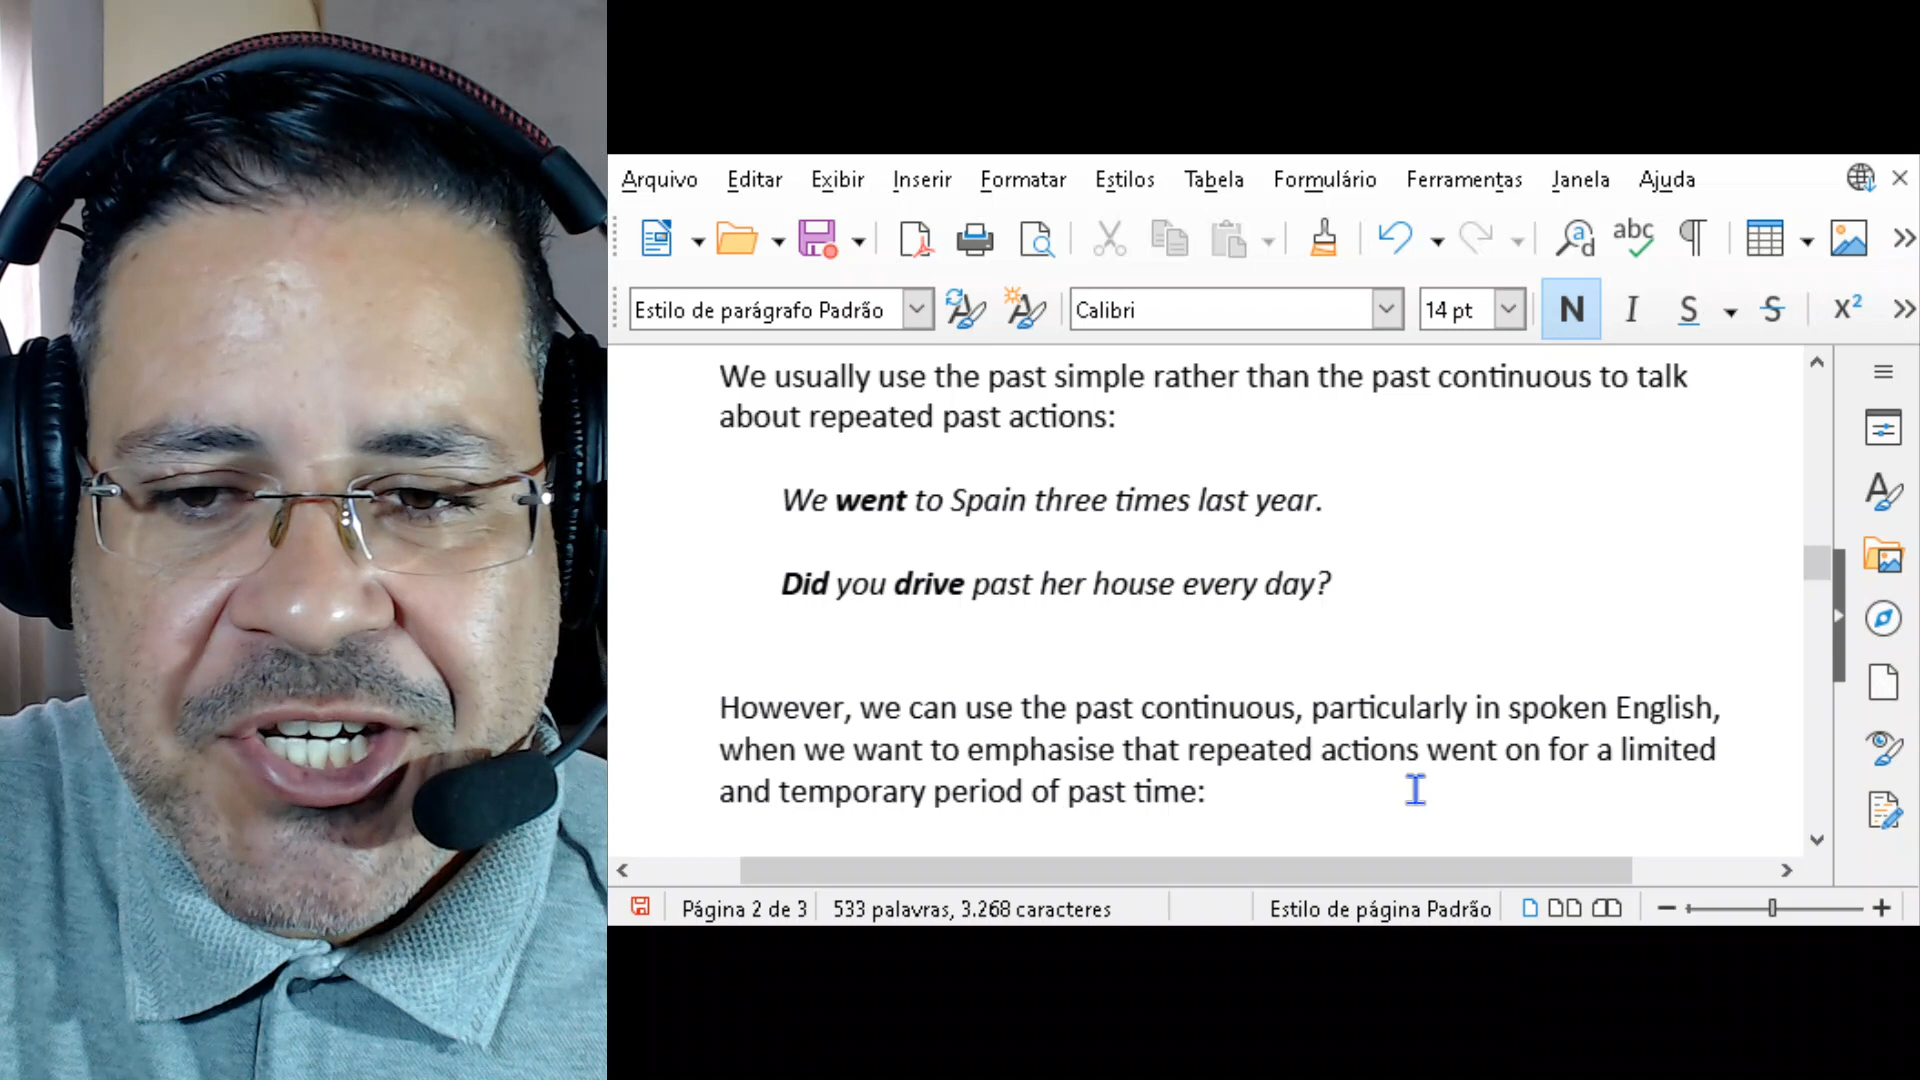 Arquivo Editar Exibir Inserir Formatar Estilos Tabela Formulário Ferramentas Janela Ajuda
abc
Estilo de parágrafo Padrão Calibri 14 pt N I S S X²
We usually use the past simple rather than the past continuous to talk
about repeated past actions:
We went to Spain three times last year.
Did you drive past her house every day?
However, we can use the past continuous, particularly in spoken English,
when we want to emphasise that repeated actions went on for a limited
and temporary period of past time:
Página 2 de 3 533 palavras, 3.268 caracteres Estilo de página Padrão